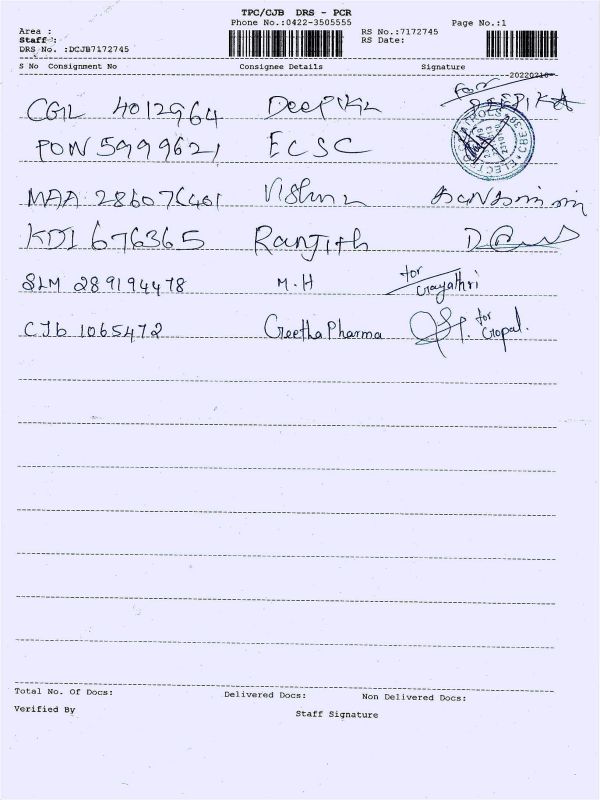 TPC/CJB DRS - PCR
Phone No.:0422-3505555 Page No.:1
Area :
Staff :
DRS No. :DCJB7172745
RS No.:7172745
RS Date:
S No Consignment No Consignee Details Signature
20220210
CGL 4012964 Deepika for DEEPIKA
PON 5999621 ECSC
MAA 286076401 Vishnu
KDI 676365 Ranjith
SLM 289194478 M.H for Gayathri
CJb 1065472 Geetha Pharma for Gopal.
Total No. Of Docs: Delivered Docs: Non Delivered Docs:
Verified By Staff Signature